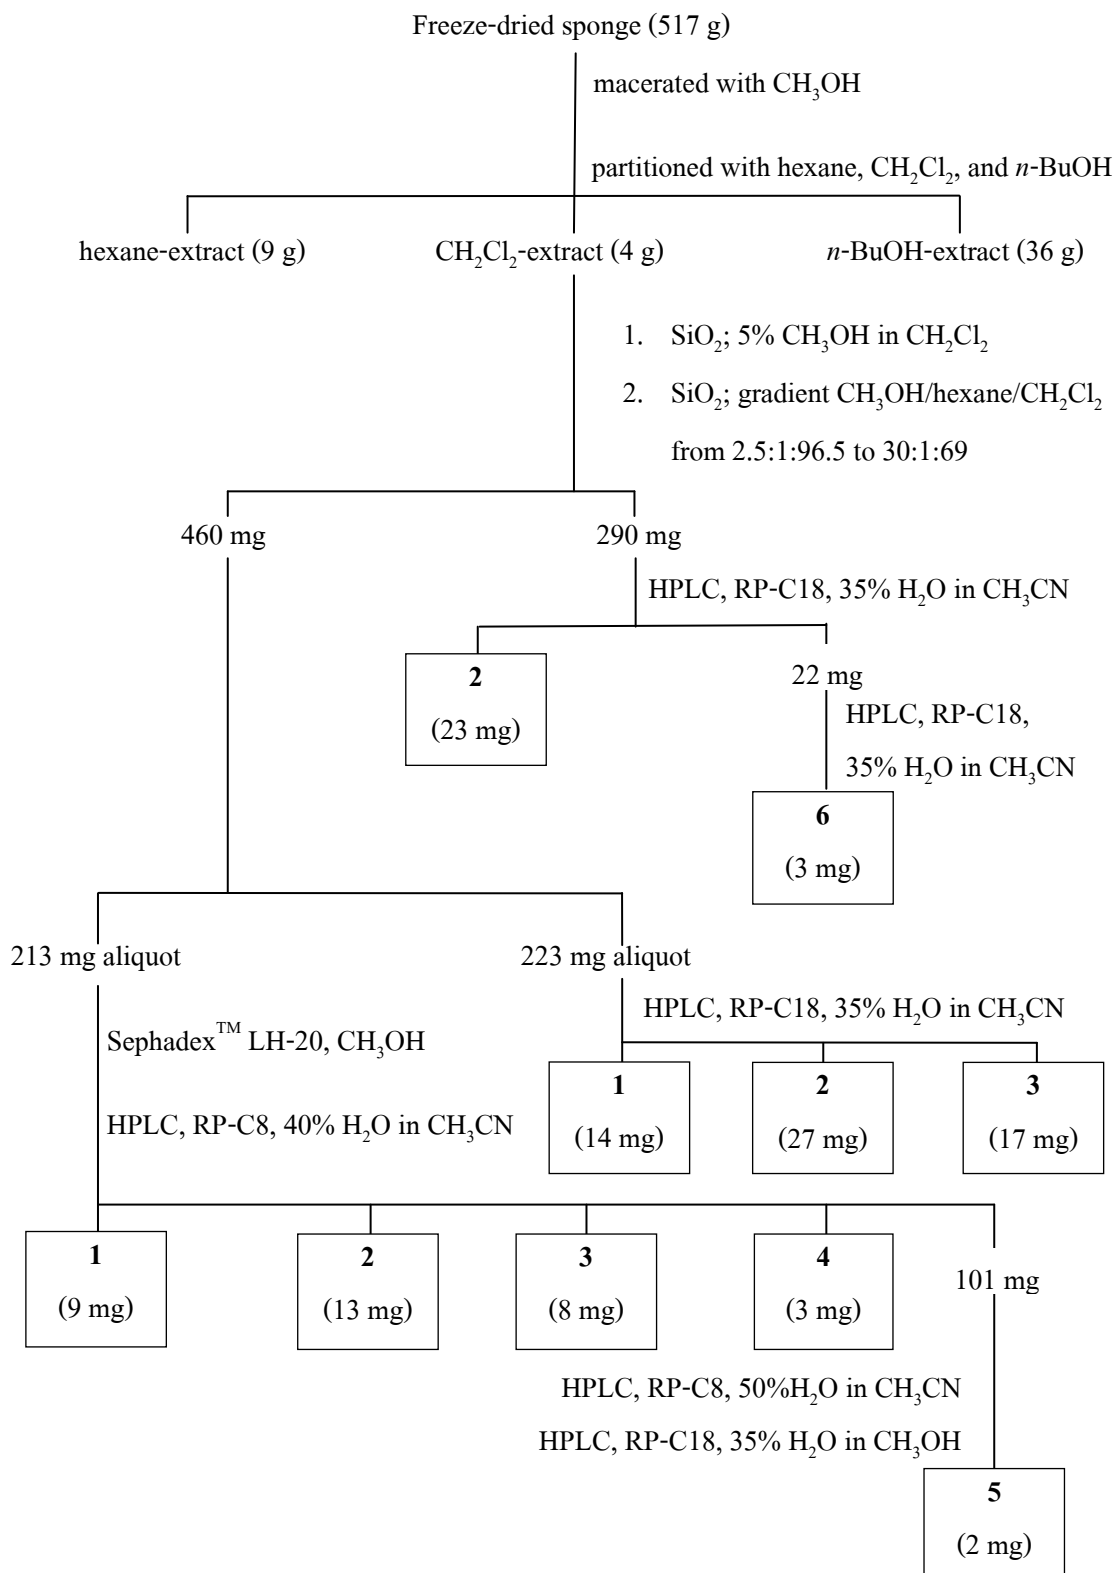 Freeze-dried sponge (517 g)
macerated with CH₃OH
partitioned with hexane, CH₂Cl₂, and n-BuOH
hexane-extract (9 g)
CH₂Cl₂-extract (4 g)
n-BuOH-extract (36 g)
1. SiO₂; 5% CH₃OH in CH₂Cl₂
2. SiO₂; gradient CH₃OH/hexane/CH₂Cl₂
from 2.5:1:96.5 to 30:1:69
460 mg
290 mg
HPLC, RP-C18, 35% H₂O in CH₃CN
2
(23 mg)
22 mg
HPLC, RP-C18,
35% H₂O in CH₃CN
6
(3 mg)
213 mg aliquot
223 mg aliquot
Sephadex™ LH-20, CH₃OH
HPLC, RP-C8, 40% H₂O in CH₃CN
HPLC, RP-C18, 35% H₂O in CH₃CN
1
(14 mg)
2
(27 mg)
3
(17 mg)
1
(9 mg)
2
(13 mg)
3
(8 mg)
4
(3 mg)
101 mg
HPLC, RP-C8, 50%H₂O in CH₃CN
HPLC, RP-C18, 35% H₂O in CH₃OH
5
(2 mg)